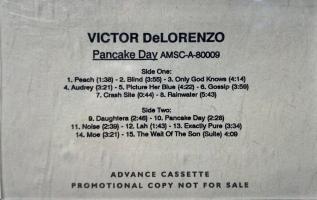 VICTOR DeLORENZO
Pancake Day AMSC-A-80009
Side One:
1. Peach (1:38) - 2. Blind (3:55) - 3. Only God Knows (4:14)
4. Audrey (3:21) - 5. Picture Her Blue (4:22) - 6. Gossip (3:59)
7. Crash Site (0:44) - 8. Rainwater (5:43)
Side Two:
9. Daughters (2:46) - 10. Pancake Day (2:28)
11. Noise (2:39) - 12. Lah (1:43) - 13. Exactly Pure (3:34)
14. Moe (3:21) - 15. The Wait Of The Son (Suite) 4:09
ADVANCE CASSETTE
PROMOTIONAL COPY NOT FOR SALE